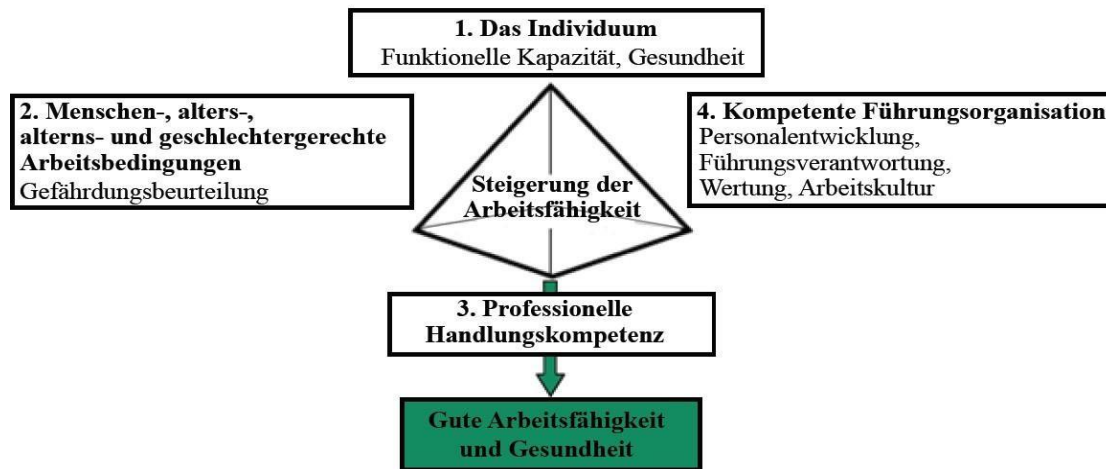 1. Das Individuum
Funktionelle Kapazität, Gesundheit
2. Menschen-, alters-,
alterns- und geschlechtergerechte
Arbeitsbedingungen
Gefährdungsbeurteilung
4. Kompetente Führungsorganisation
Personalentwicklung,
Führungsverantwortung,
Wertung, Arbeitskultur
Steigerung der
Arbeitsfähigkeit
3. Professionelle
Handlungskompetenz
Gute Arbeitsfähigkeit
und Gesundheit